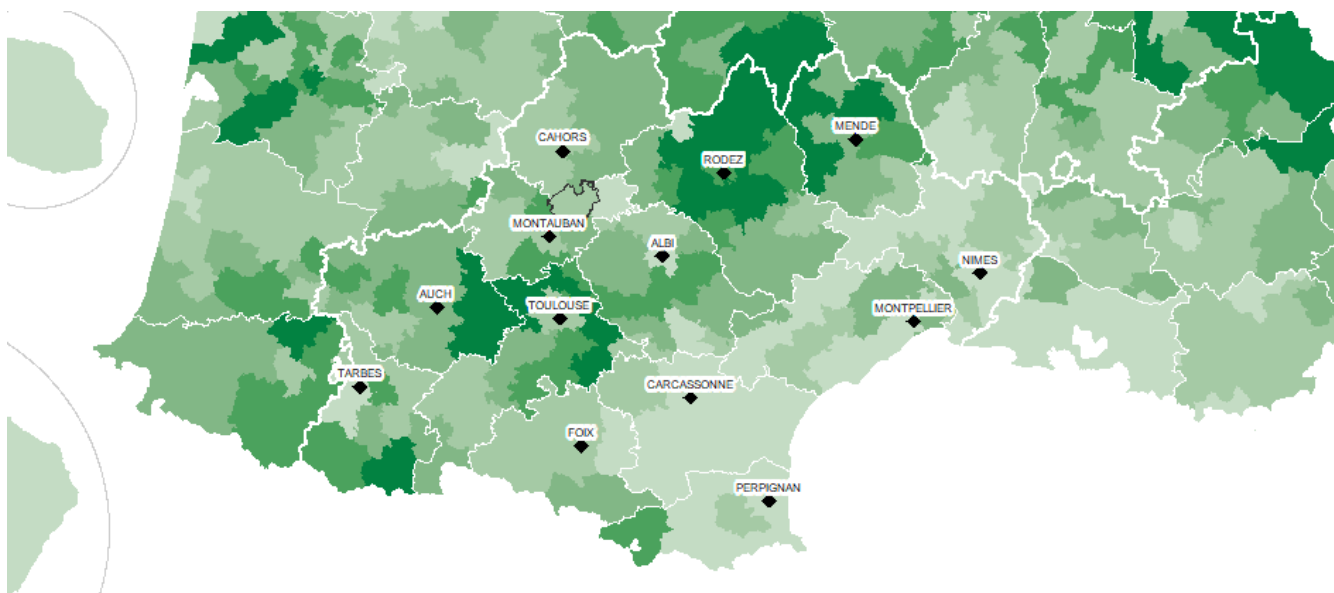 MENDE
CAHORS
RODEZ
MONTAUBAN
ALBI
NIMES
AUCH
TOULOUSE
MONTPELLIER
TARBES
CARCASSONNE
FOIX
PERPIGNAN